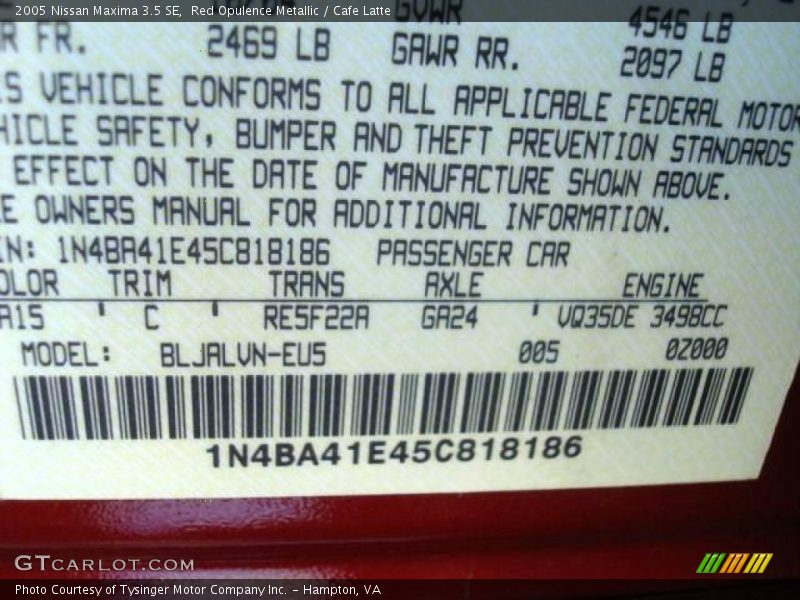 2005 Nissan Maxima 3.5 SE, Red Opulence Metallic / Cafe Latte
GVWR 4546 LB
R FR. 2469 LB GAWR RR. 2097 LB
S VEHICLE CONFORMS TO ALL APPLICABLE FEDERAL MOTOR
HICLE SAFETY, BUMPER AND THEFT PREVENTION STANDARDS
EFFECT ON THE DATE OF MANUFACTURE SHOWN ABOVE.
E OWNERS MANUAL FOR ADDITIONAL INFORMATION.
IN: 1N4BA41E45C818186 PASSENGER CAR
OLOR TRIM TRANS AXLE ENGINE
A15 ' C ' RE5F22A GA24 ' VQ35DE 3498CC
MODEL: BLJALVN-EU5 005 0Z000
1N4BA41E45C818186
GTCARLOT.COM
Photo Courtesy of Tysinger Motor Company Inc. - Hampton, VA